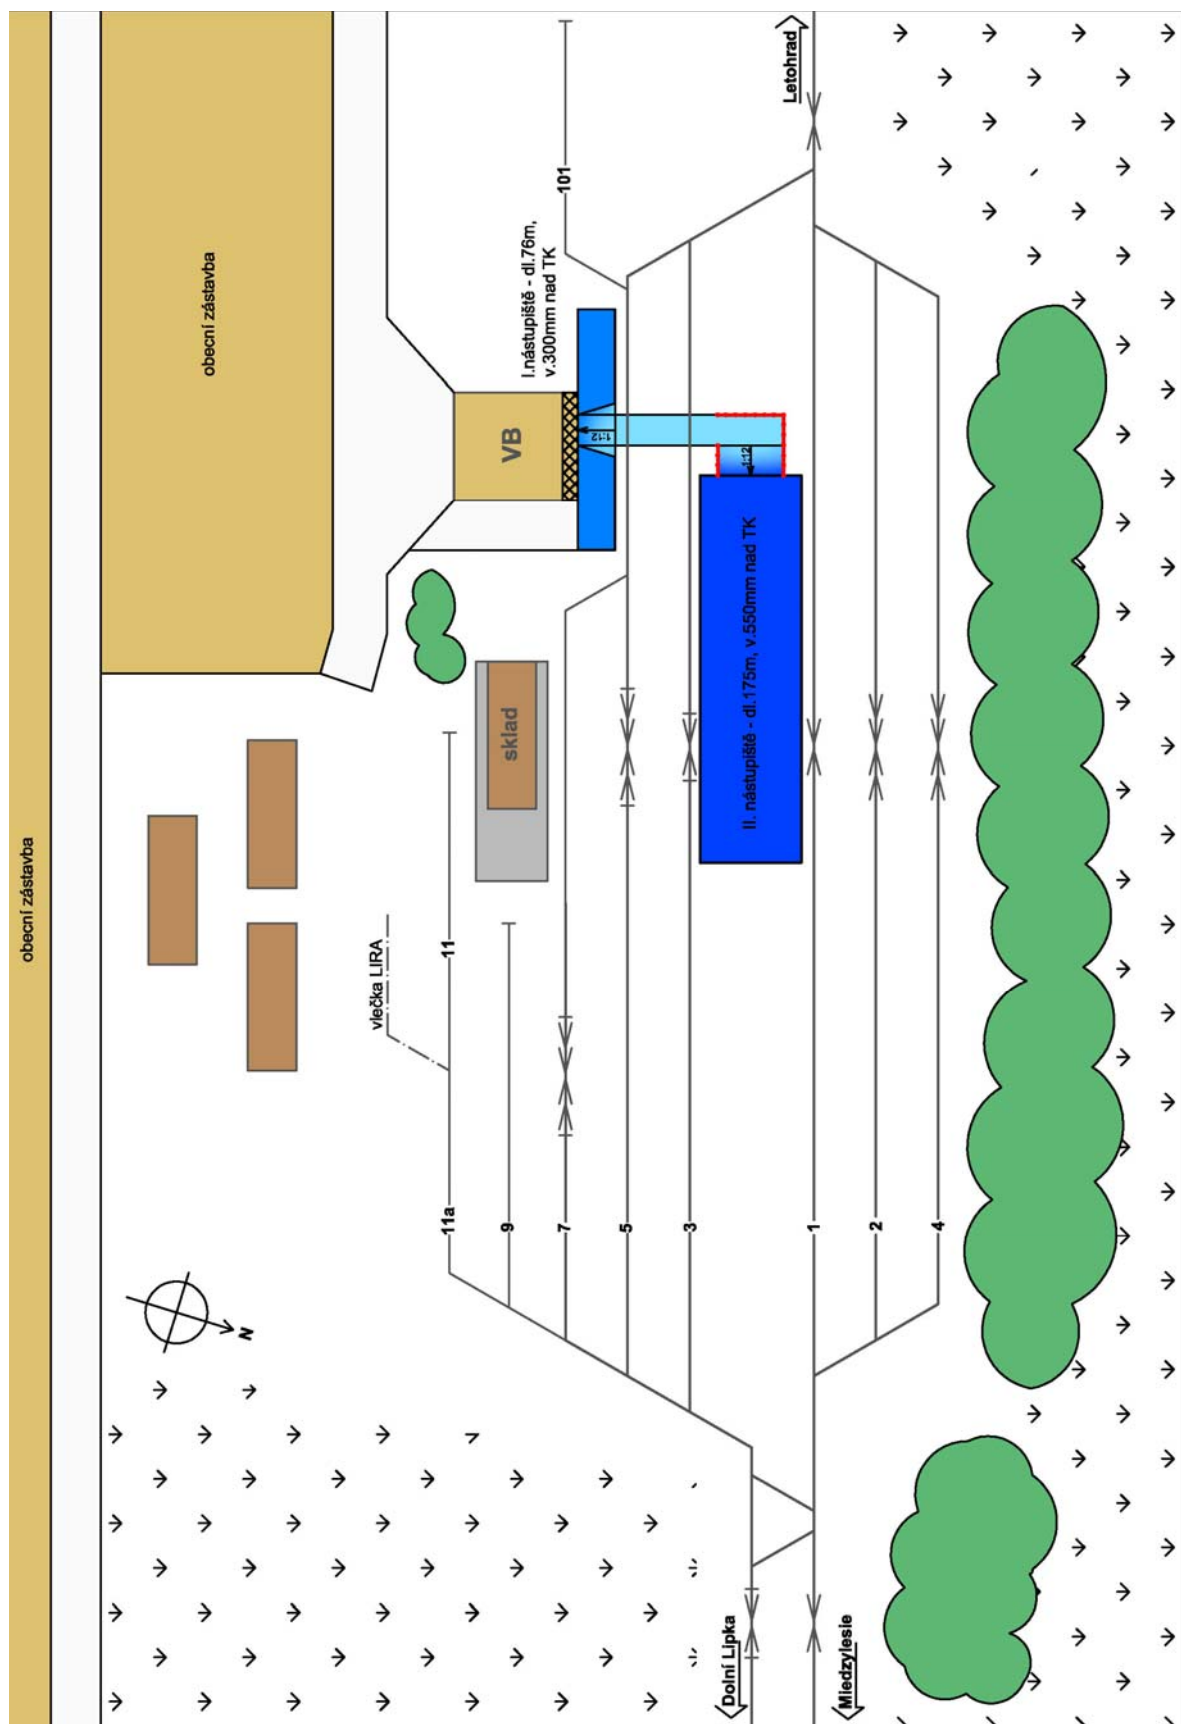 Letohrad
101
obecní zástavba
I.nástupiště - dl.76m,
v.300mm nad TK
VB
1:12
1:12
II. nástupiště - dl.175m, v.550mm nad TK
sklad
obecní zástavba
11
vlečka LIRA
11a
9
7
5
3
1
2
4
N
Dolní Lipka
Miedzylesie